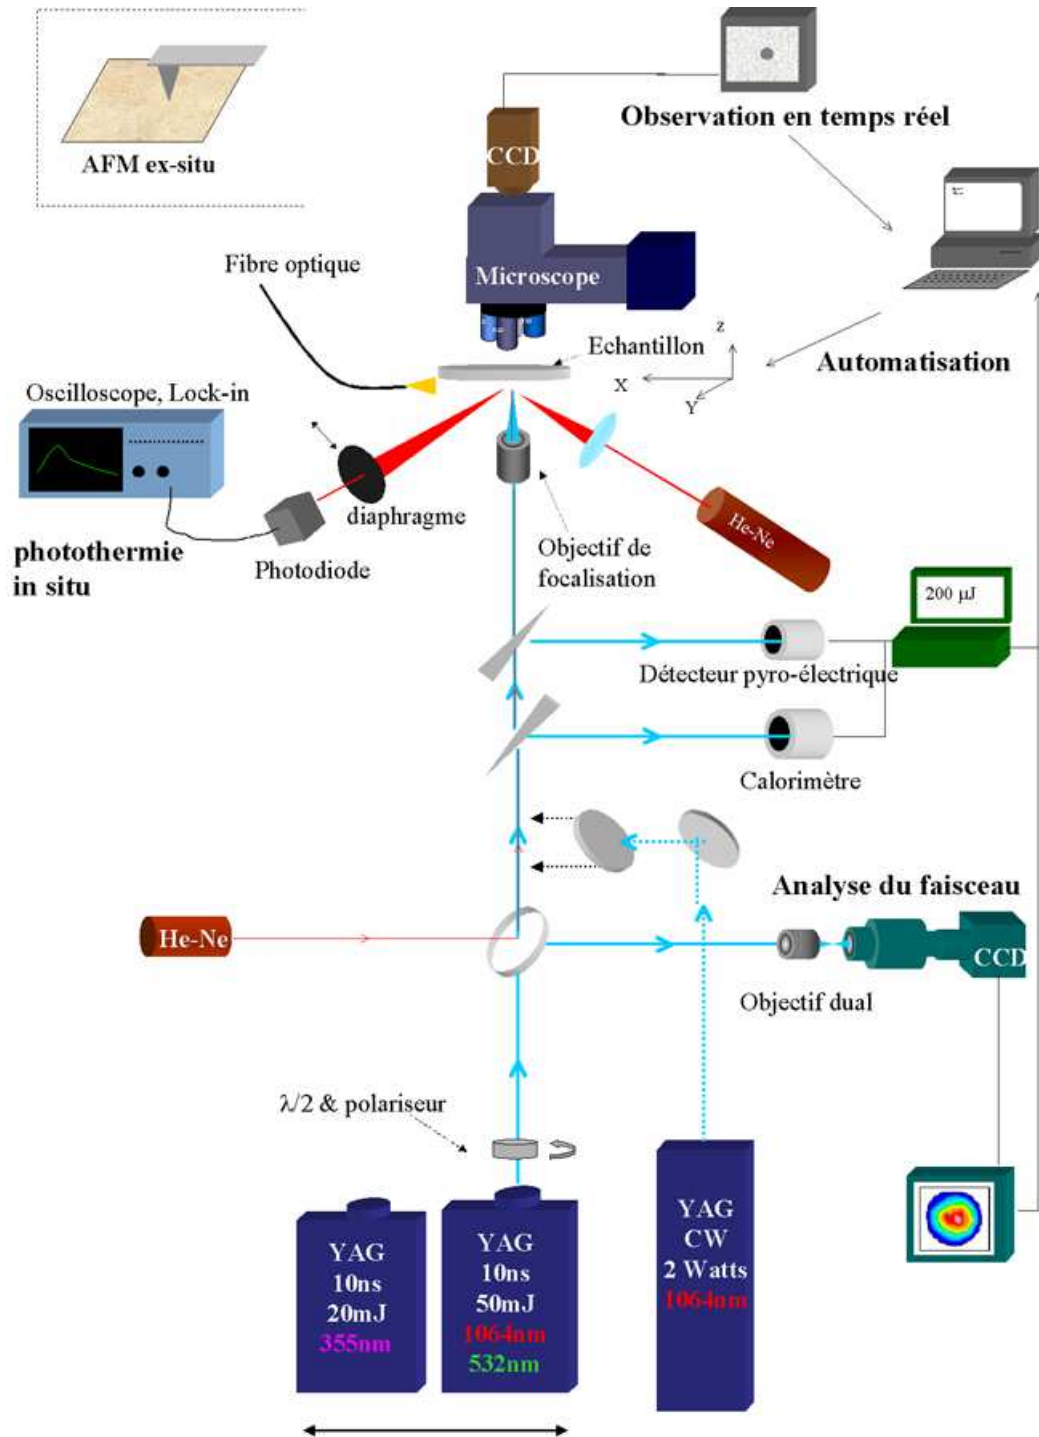 AFM ex-situ
CCD
Observation en temps réel
Fibre optique
Microscope
Echantillon
z
X
Y
Automatisation
Oscilloscope, Lock-in
diaphragme
He-Ne
photothermie
in situ
Photodiode
Objectif de
focalisation
200 µJ
Détecteur pyro-électrique
Calorimètre
Analyse du faisceau
He-Ne
CCD
Objectif dual
λ/2 & polariseur
YAG
10ns
20mJ
355nm
YAG
10ns
50mJ
1064nm
532nm
YAG
CW
2 Watts
1064nm